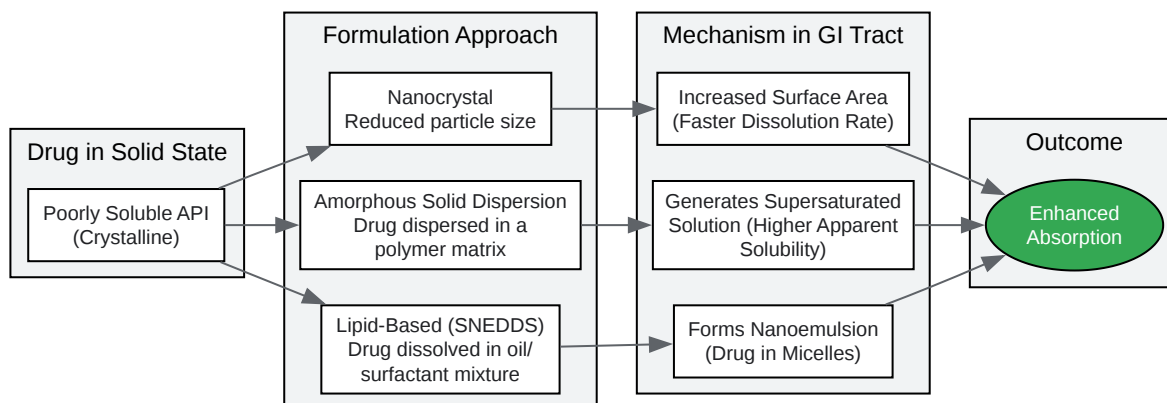 Drug in Solid State
Poorly Soluble API
(Crystalline)
Formulation Approach
Nanocrystal
Reduced particle size
Amorphous Solid Dispersion
Drug dispersed in a
polymer matrix
Lipid-Based (SNEDDS)
Drug dissolved in oil/
surfactant mixture
Mechanism in GI Tract
Increased Surface Area
(Faster Dissolution Rate)
Generates Supersaturated
Solution (Higher Apparent
Solubility)
Forms Nanoemulsion
(Drug in Micelles)
Outcome
Enhanced
Absorption